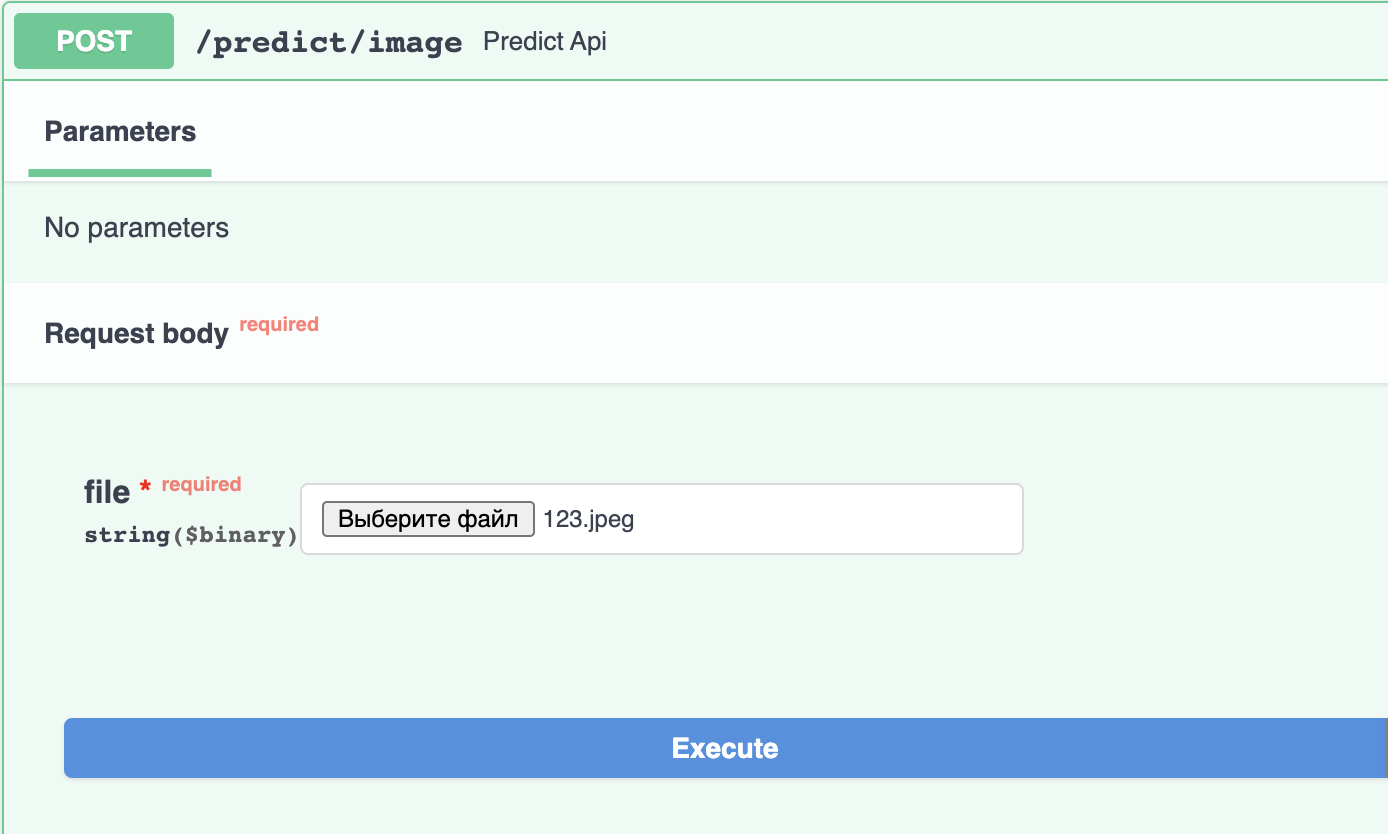 POST /predict/image Predict Api
Parameters
No parameters
Request body required
file * required
string($binary)
Выберите файл 123.jpeg
Execute